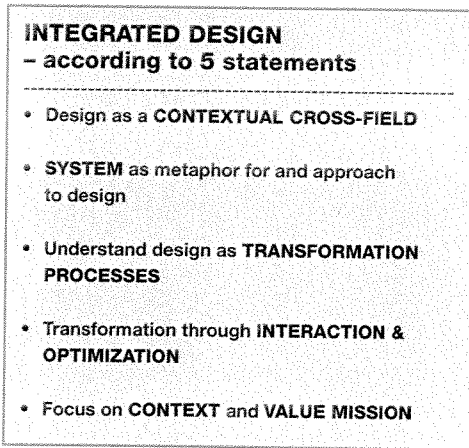 INTEGRATED DESIGN
– according to 5 statements
• Design as a CONTEXTUAL CROSS-FIELD
• SYSTEM as metaphor for and approach
to design
• Understand design as TRANSFORMATION
PROCESSES
• Transformation through INTERACTION &
OPTIMIZATION
• Focus on CONTEXT and VALUE MISSION